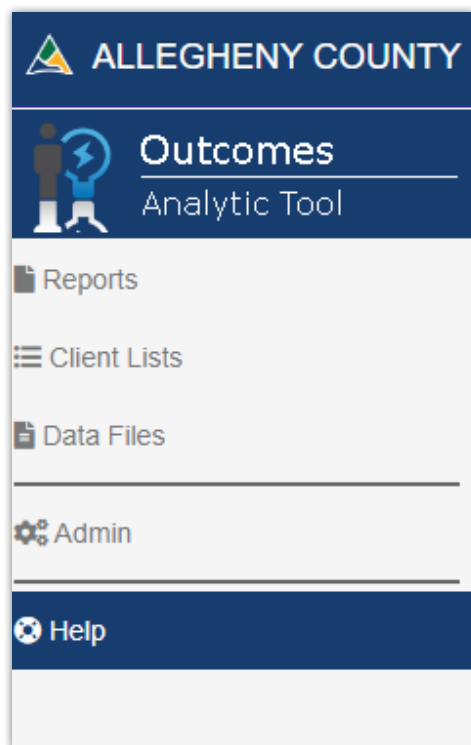 ALLEGHENY COUNTY
Outcomes
Analytic Tool
Reports
Client Lists
Data Files
Admin
Help